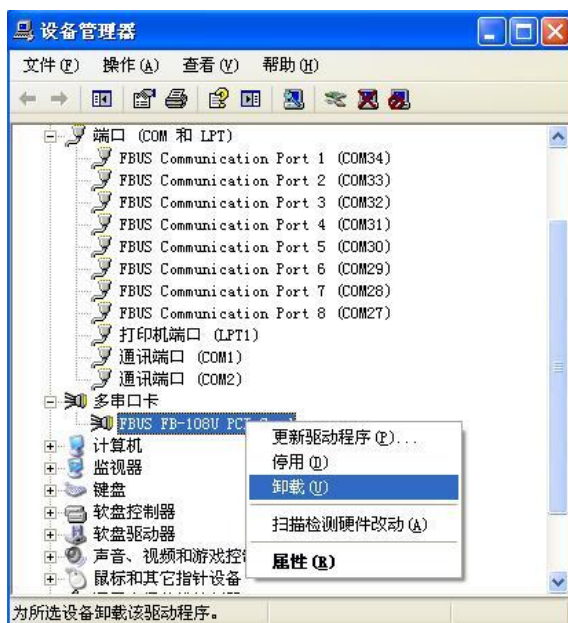 设备管理器
文件(F) 操作(A) 查看(V) 帮助(H)
端口 (COM 和 LPT)
FBUS Communication Port 1 (COM34)
FBUS Communication Port 2 (COM33)
FBUS Communication Port 3 (COM32)
FBUS Communication Port 4 (COM31)
FBUS Communication Port 5 (COM30)
FBUS Communication Port 6 (COM29)
FBUS Communication Port 7 (COM28)
FBUS Communication Port 8 (COM27)
打印机端口 (LPT1)
通讯端口 (COM1)
通讯端口 (COM2)
多串口卡
FBUS FB-108U PCI
更新驱动程序(P)...
停用(D)
卸载(U)
扫描检测硬件改动(A)
属性(R)
计算机
监视器
键盘
软盘控制器
软盘驱动器
声音、视频和游戏控
鼠标和其它指针设备
为所选设备卸载该驱动程序。